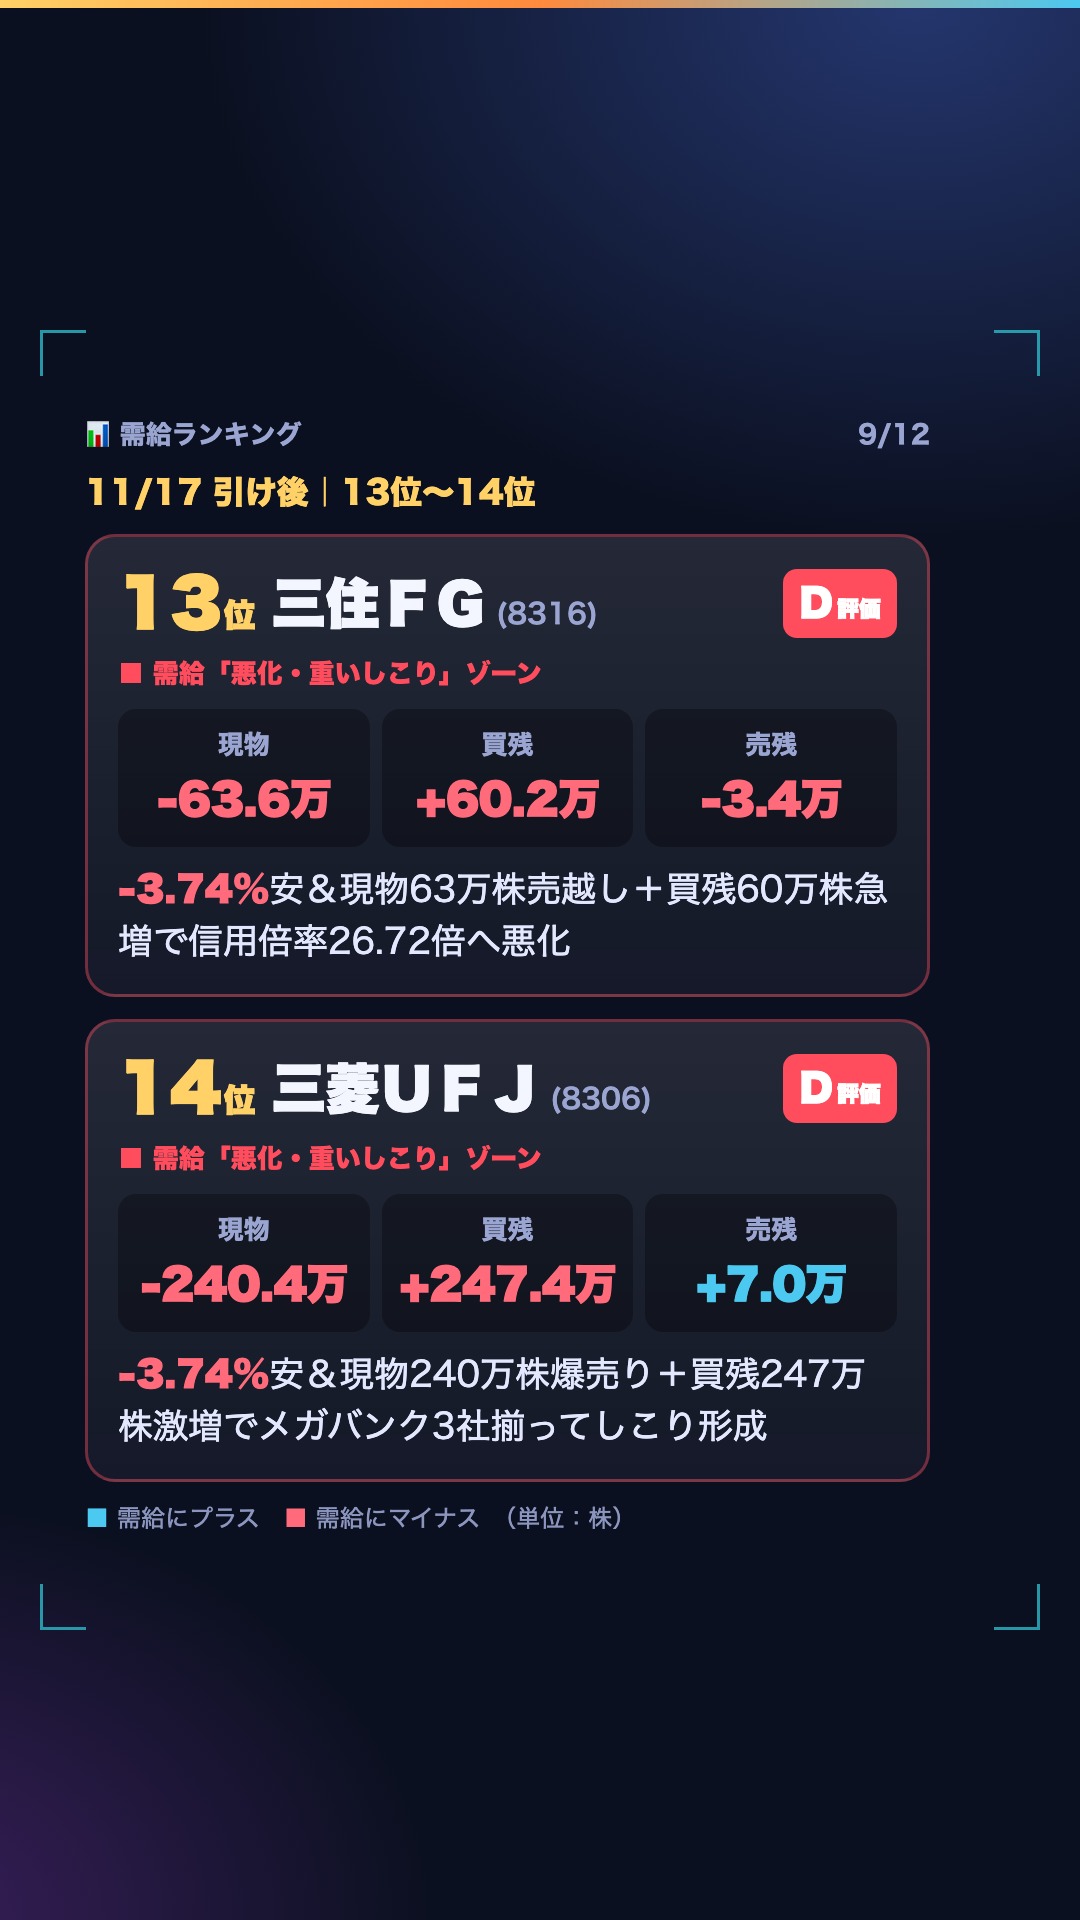 📊 需給ランキング 9/12
11/17 引け後｜13位〜14位
13位 三住ＦＧ (8316) D評価
■ 需給「悪化・重いしこり」ゾーン
現物 買残 売残
-63.6万 +60.2万 -3.4万
-3.74%安＆現物63万株売越し＋買残60万株急
増で信用倍率26.72倍へ悪化
14位 三菱ＵＦＪ (8306) D評価
■ 需給「悪化・重いしこり」ゾーン
現物 買残 売残
-240.4万 +247.4万 +7.0万
-3.74%安＆現物240万株爆売り＋買残247万
株激増でメガバンク3社揃ってしこり形成
■ 需給にプラス ■ 需給にマイナス （単位：株）